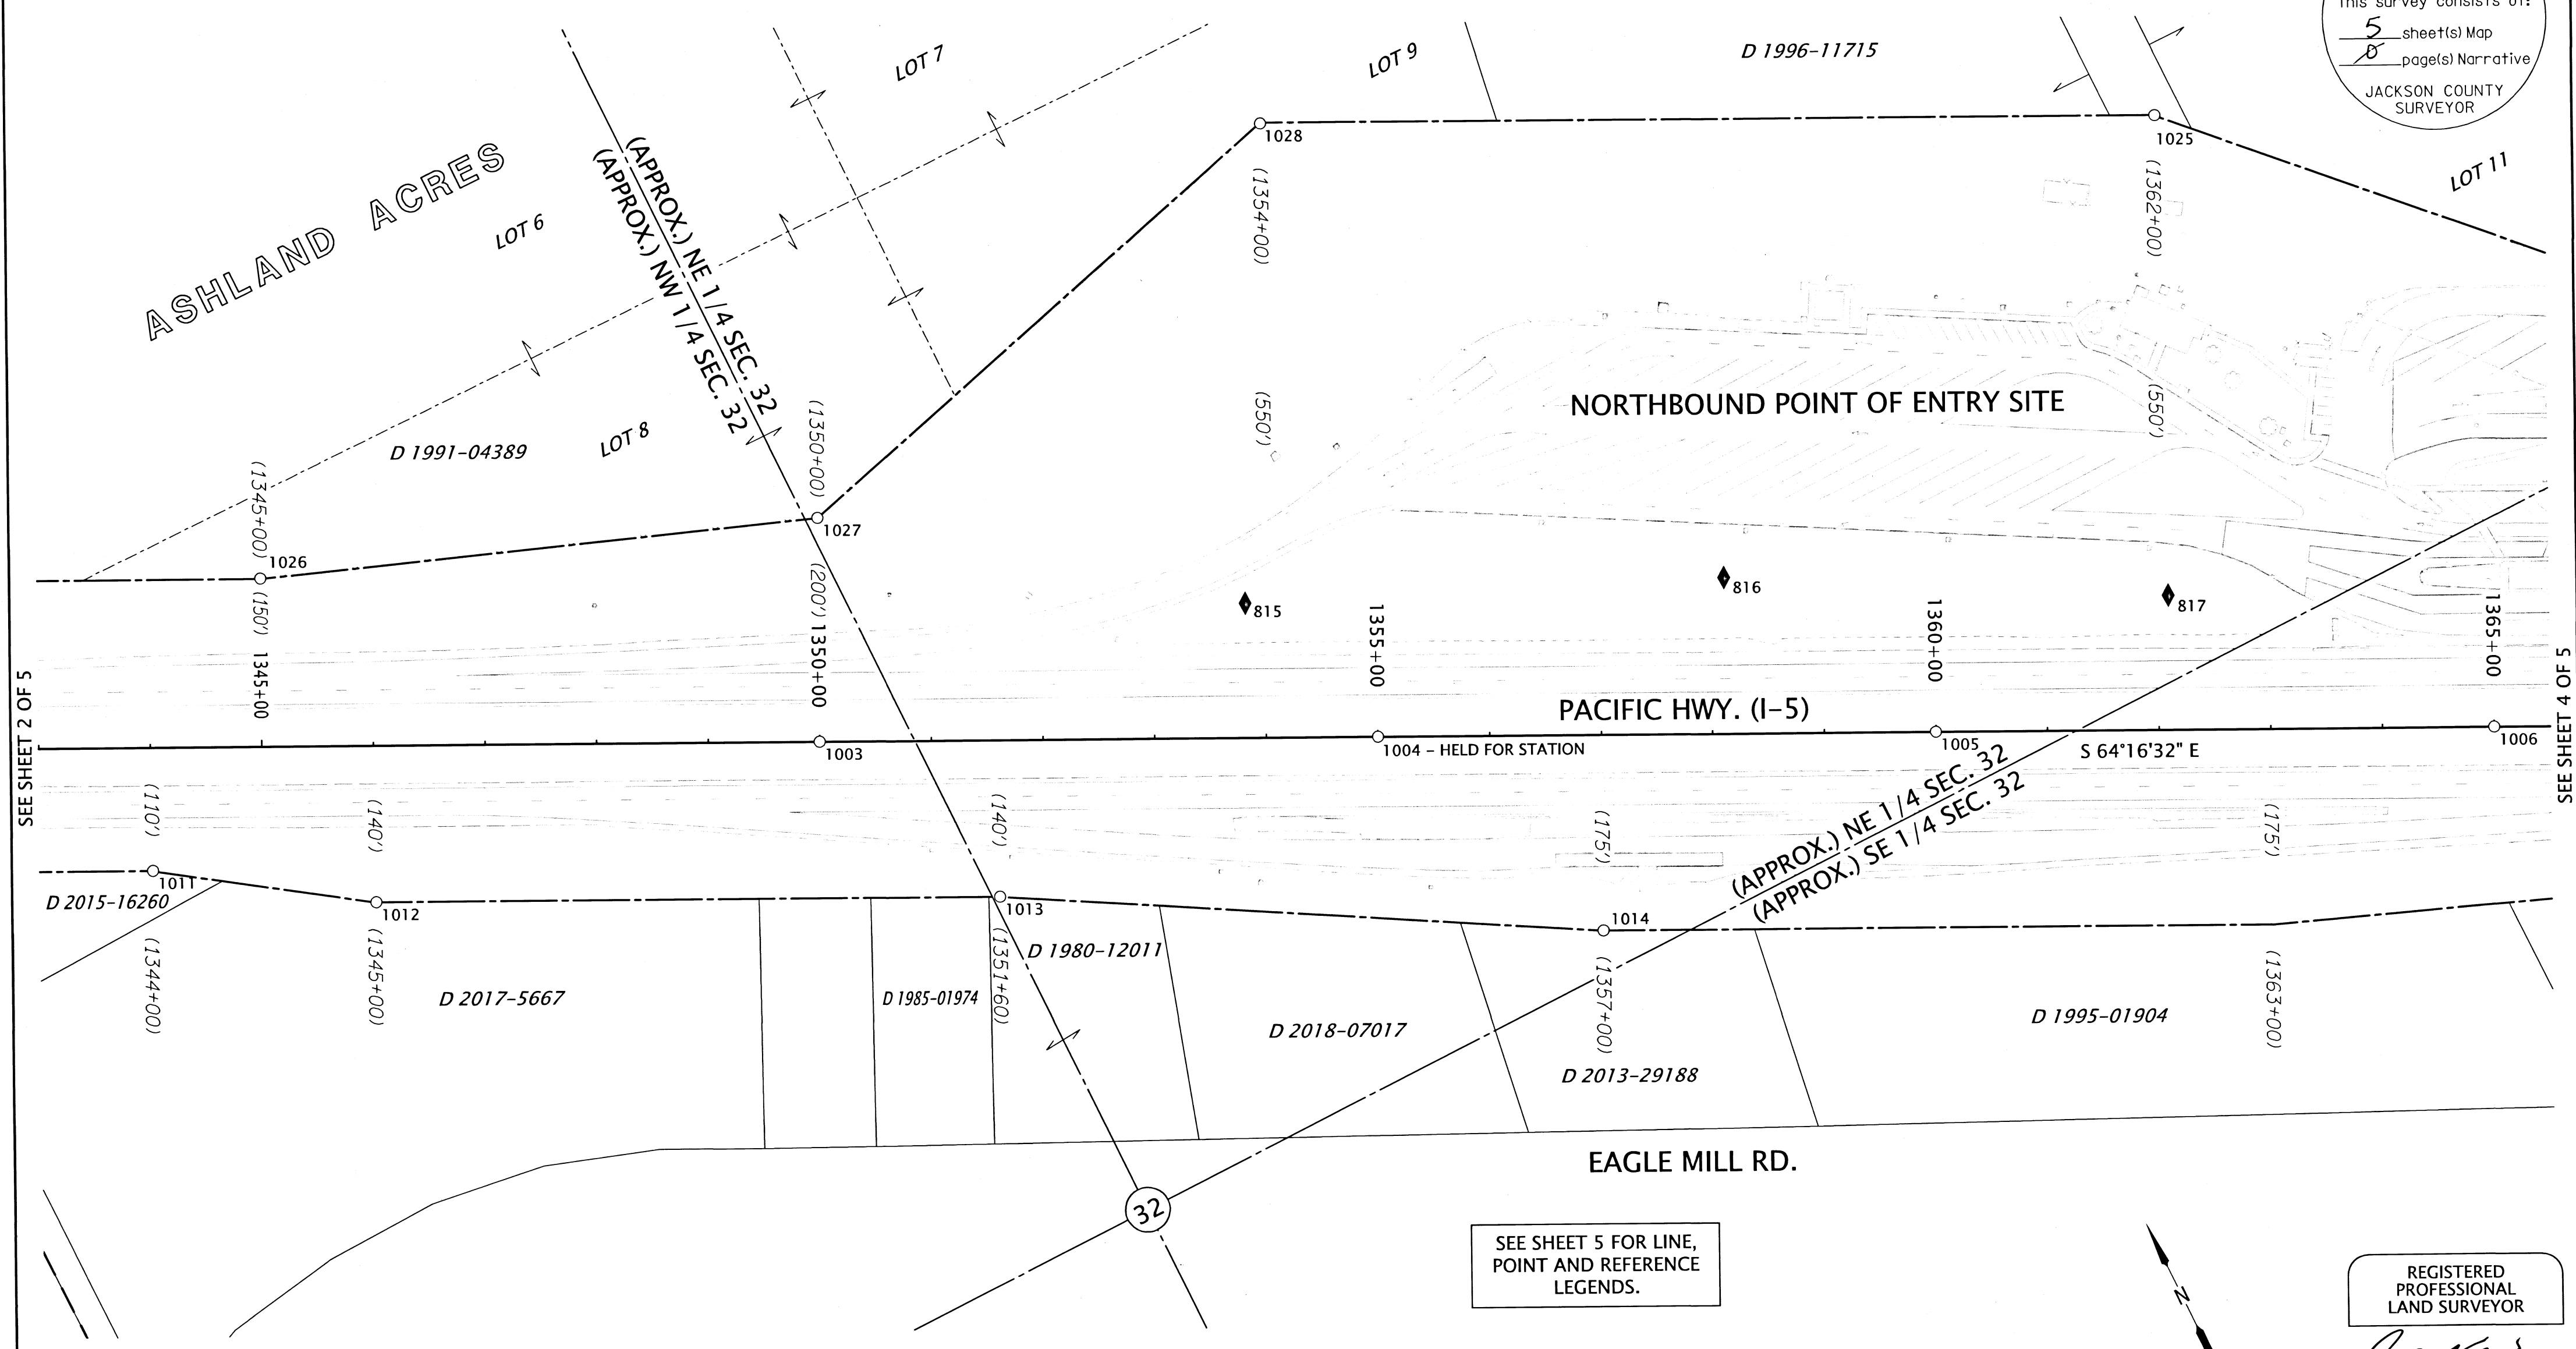 This survey consists of:
5 sheet(s) Map
0 page(s) Narrative
JACKSON COUNTY
SURVEYOR
LOT 7
LOT 9
D 1996-11715
1028
1025
LOT 11
ASHLAND ACRES
LOT 6
(APPROX.) NE 1/4 SEC. 32
(APPROX.) NW 1/4 SEC. 32
(1354+00)
(1362+00)
(550')
(550')
NORTHBOUND POINT OF ENTRY SITE
D 1991-04389
LOT 8
(1345+00)
(1350+00)
1026
1027
(150')
(200')
815
816
817
1345+00
1350+00
1355+00
1360+00
1365+00
SEE SHEET 2 OF 5
SEE SHEET 4 OF 5
PACIFIC HWY. (I-5)
1003
1004 - HELD FOR STATION
1005
S 64°16'32" E
1006
(APPROX.) NE 1/4 SEC. 32
(APPROX.) SE 1/4 SEC. 32
(110')
(140')
(140')
(175')
(175')
1011
1012
1013
1014
D 2015-16260
(1344+00)
(1345+00)
(1351+60)
(1357+00)
(1363+00)
D 2017-5667
D 1985-01974
D 1980-12011
D 2018-07017
D 2013-29188
D 1995-01904
EAGLE MILL RD.
32
SEE SHEET 5 FOR LINE,
POINT AND REFERENCE
LEGENDS.
N
REGISTERED
PROFESSIONAL
LAND SURVEYOR